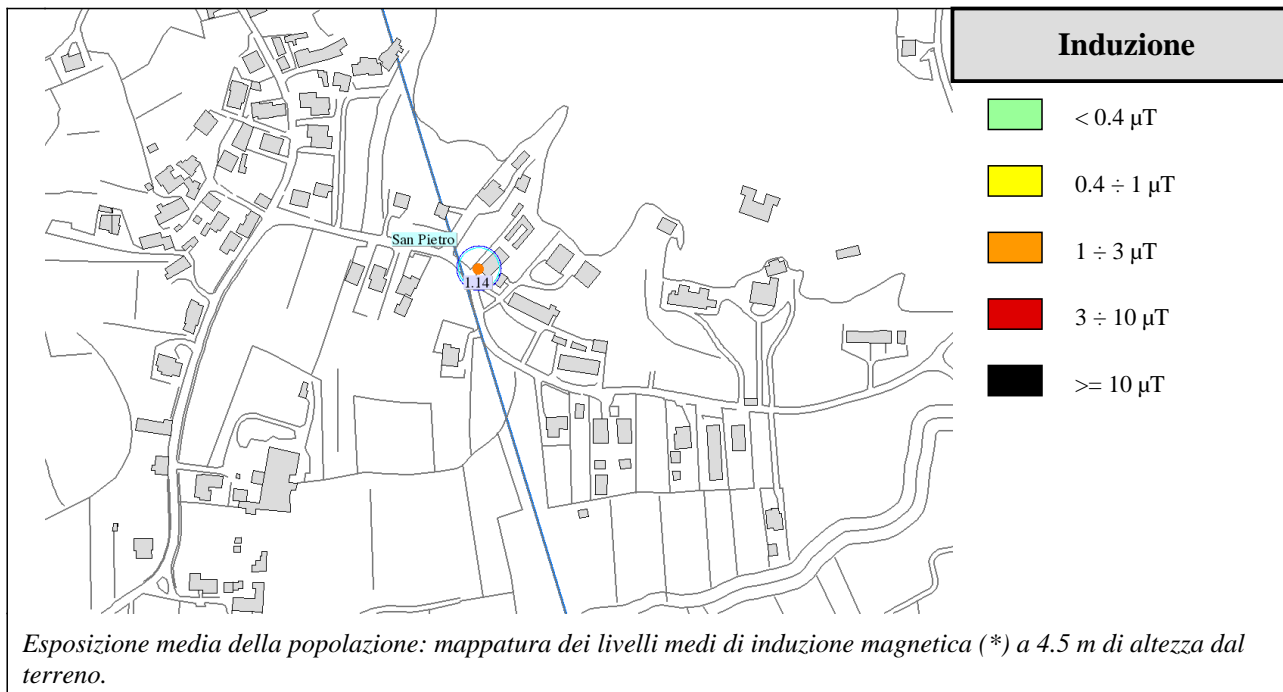 Induzione
< 0.4 µT
0.4 ÷ 1 µT
1 ÷ 3 µT
3 ÷ 10 µT
>= 10 µT
San Pietro
1.14
Esposizione media della popolazione: mappatura dei livelli medi di induzione magnetica (*) a 4.5 m di altezza dal
terreno.